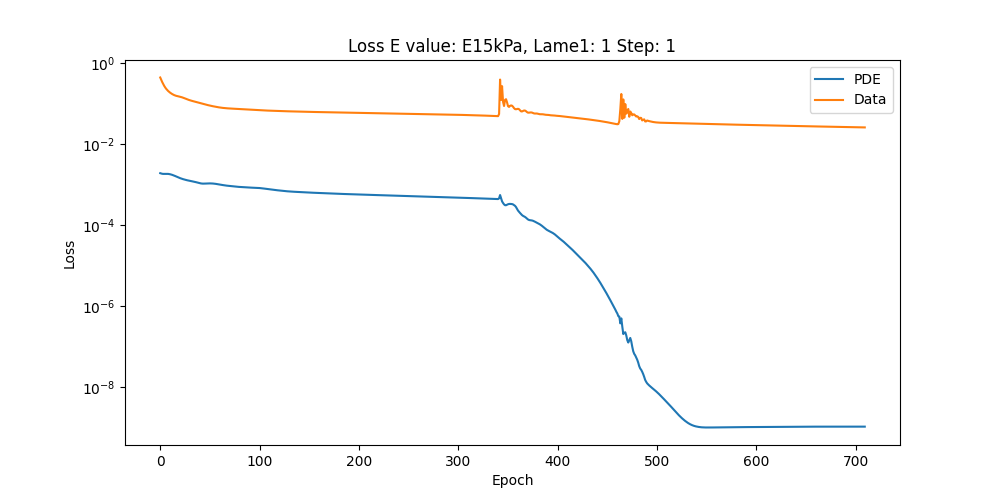 Loss E value: E15kPa, Lame1: 1 Step: 1
PDE
Data
Loss
10^0
10^-2
10^-4
10^-6
10^-8
0 100 200 300 400 500 600 700
Epoch